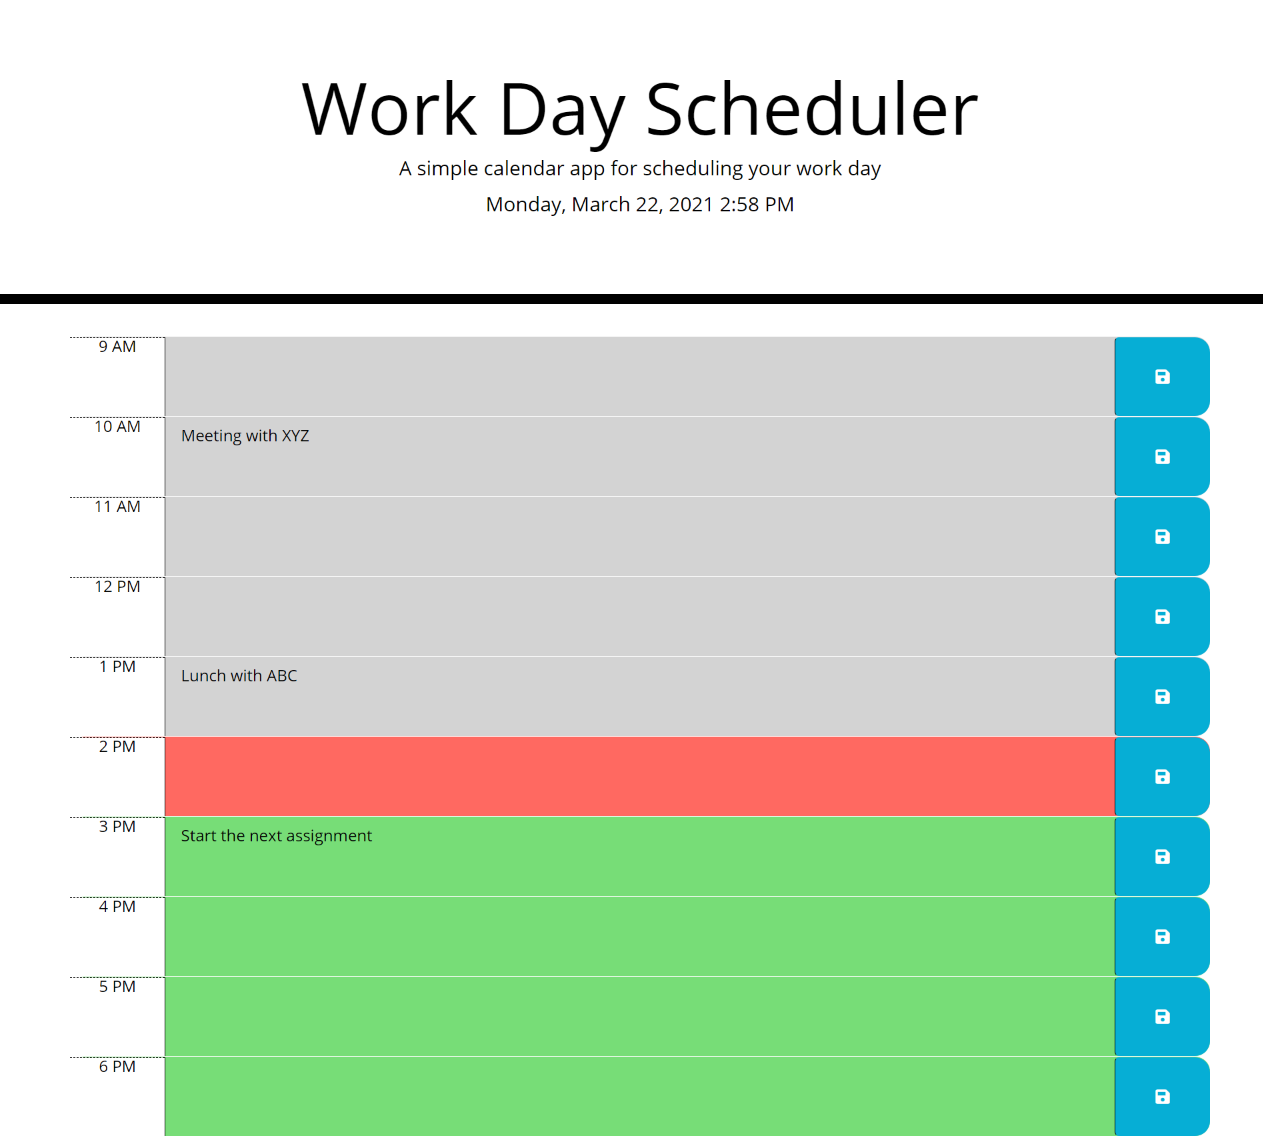 Work Day Scheduler
A simple calendar app for scheduling your work day
Monday, March 22, 2021 2:58 PM
9 AM
10 AM
Meeting with XYZ
11 AM
12 PM
1 PM
Lunch with ABC
2 PM
3 PM
Start the next assignment
4 PM
5 PM
6 PM